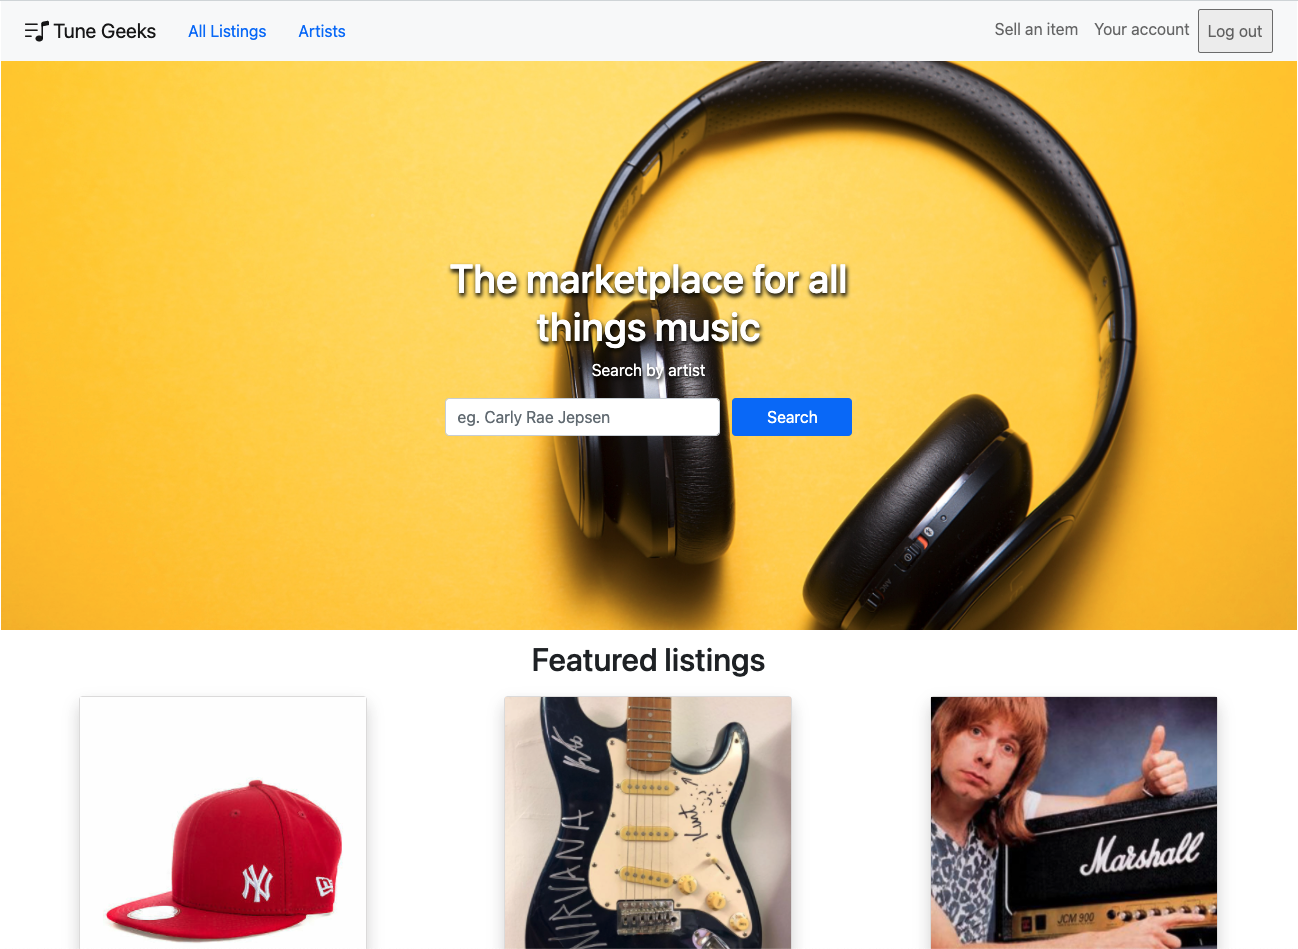 Tune Geeks All Listings Artists Sell an item Your account Log out
The marketplace for all
things music
Search by artist
eg. Carly Rae Jepsen Search
Featured listings
NY
NIRVANA
Kurt
Marshall
JCM 900